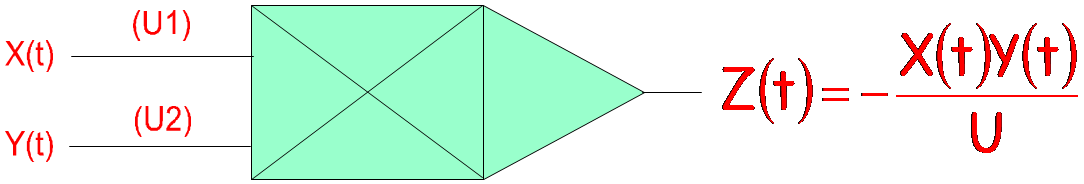 (U1)
X(t)
(U2)
Y(t)
Z(t) = - X(t)Y(t) / U